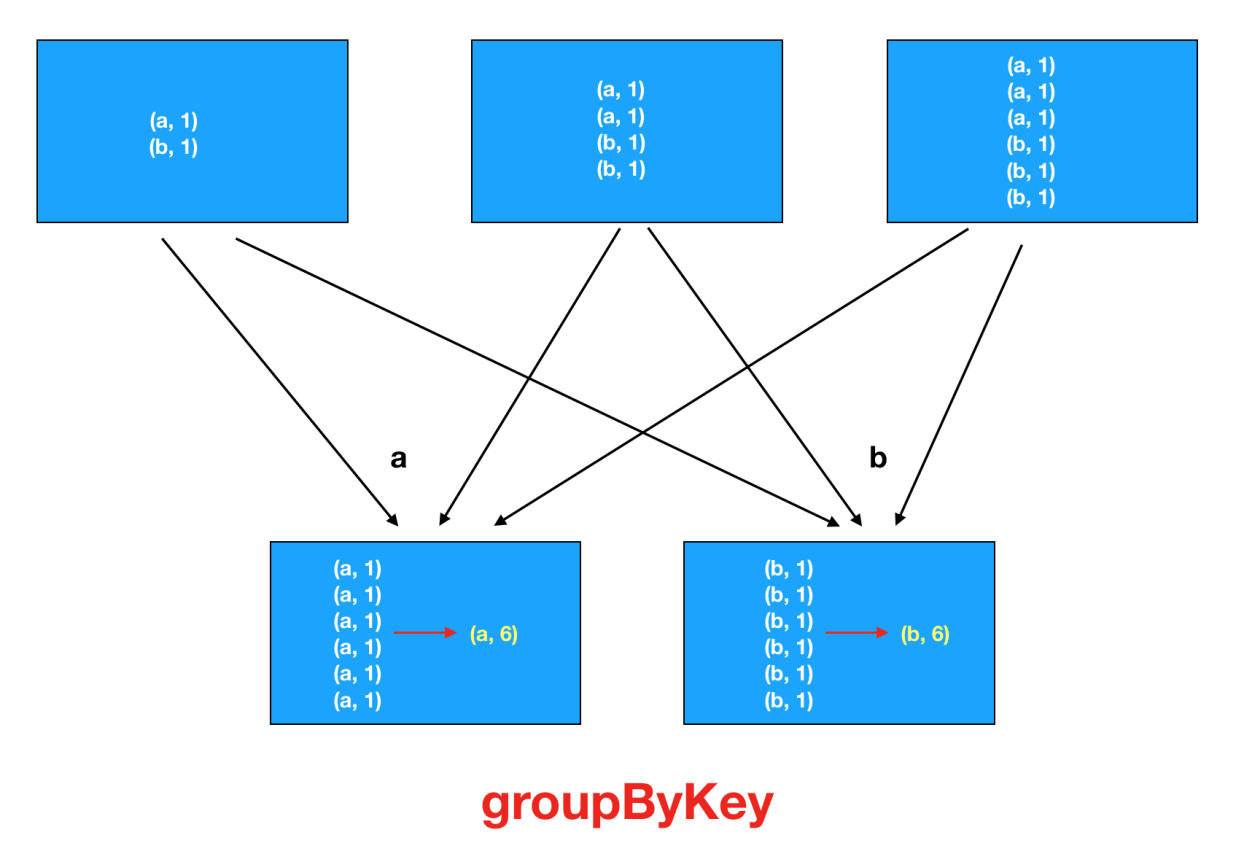 (a, 1)
(b, 1)
(a, 1)
(a, 1)
(b, 1)
(b, 1)
(a, 1)
(a, 1)
(a, 1)
(b, 1)
(b, 1)
(b, 1)
a
b
(a, 1)
(a, 1)
(a, 1)
(a, 1)
(a, 1)
(a, 1)
(a, 6)
(b, 1)
(b, 1)
(b, 1)
(b, 1)
(b, 1)
(b, 1)
(b, 6)
groupByKey